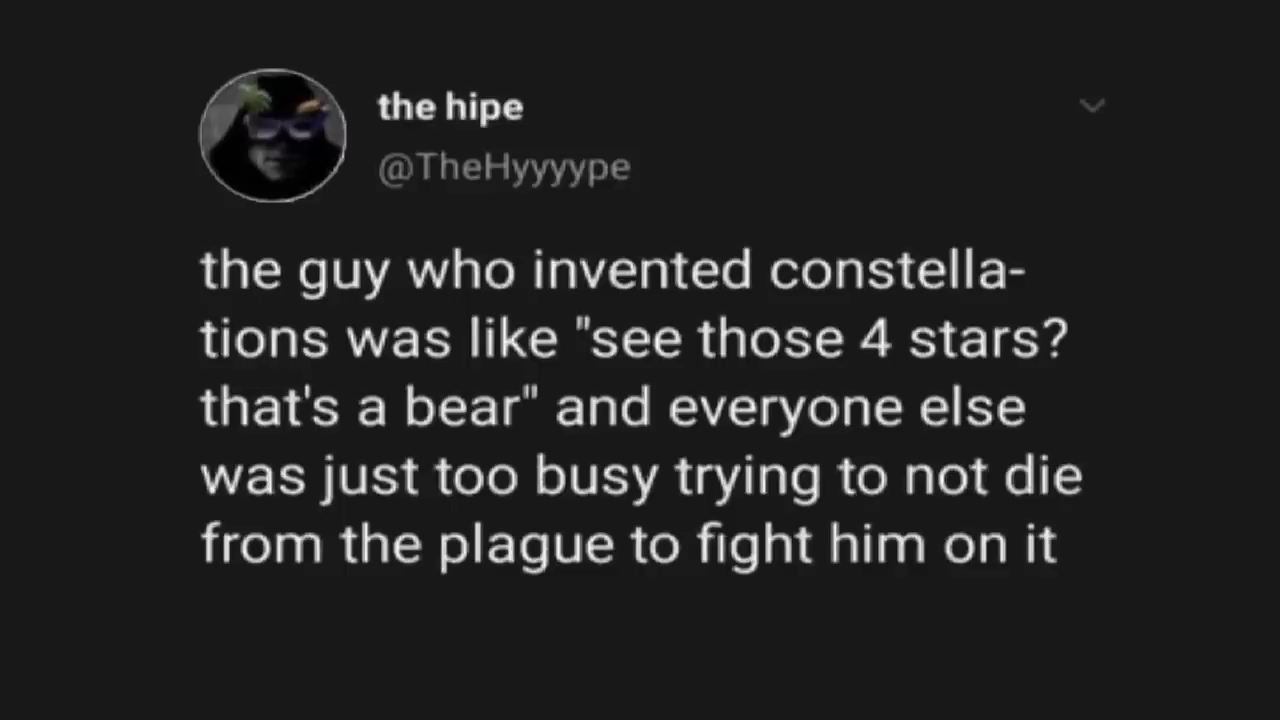 the hipe
@TheHyyyype
the guy who invented constella-
tions was like "see those 4 stars?
that's a bear" and everyone else
was just too busy trying to not die
from the plague to fight him on it